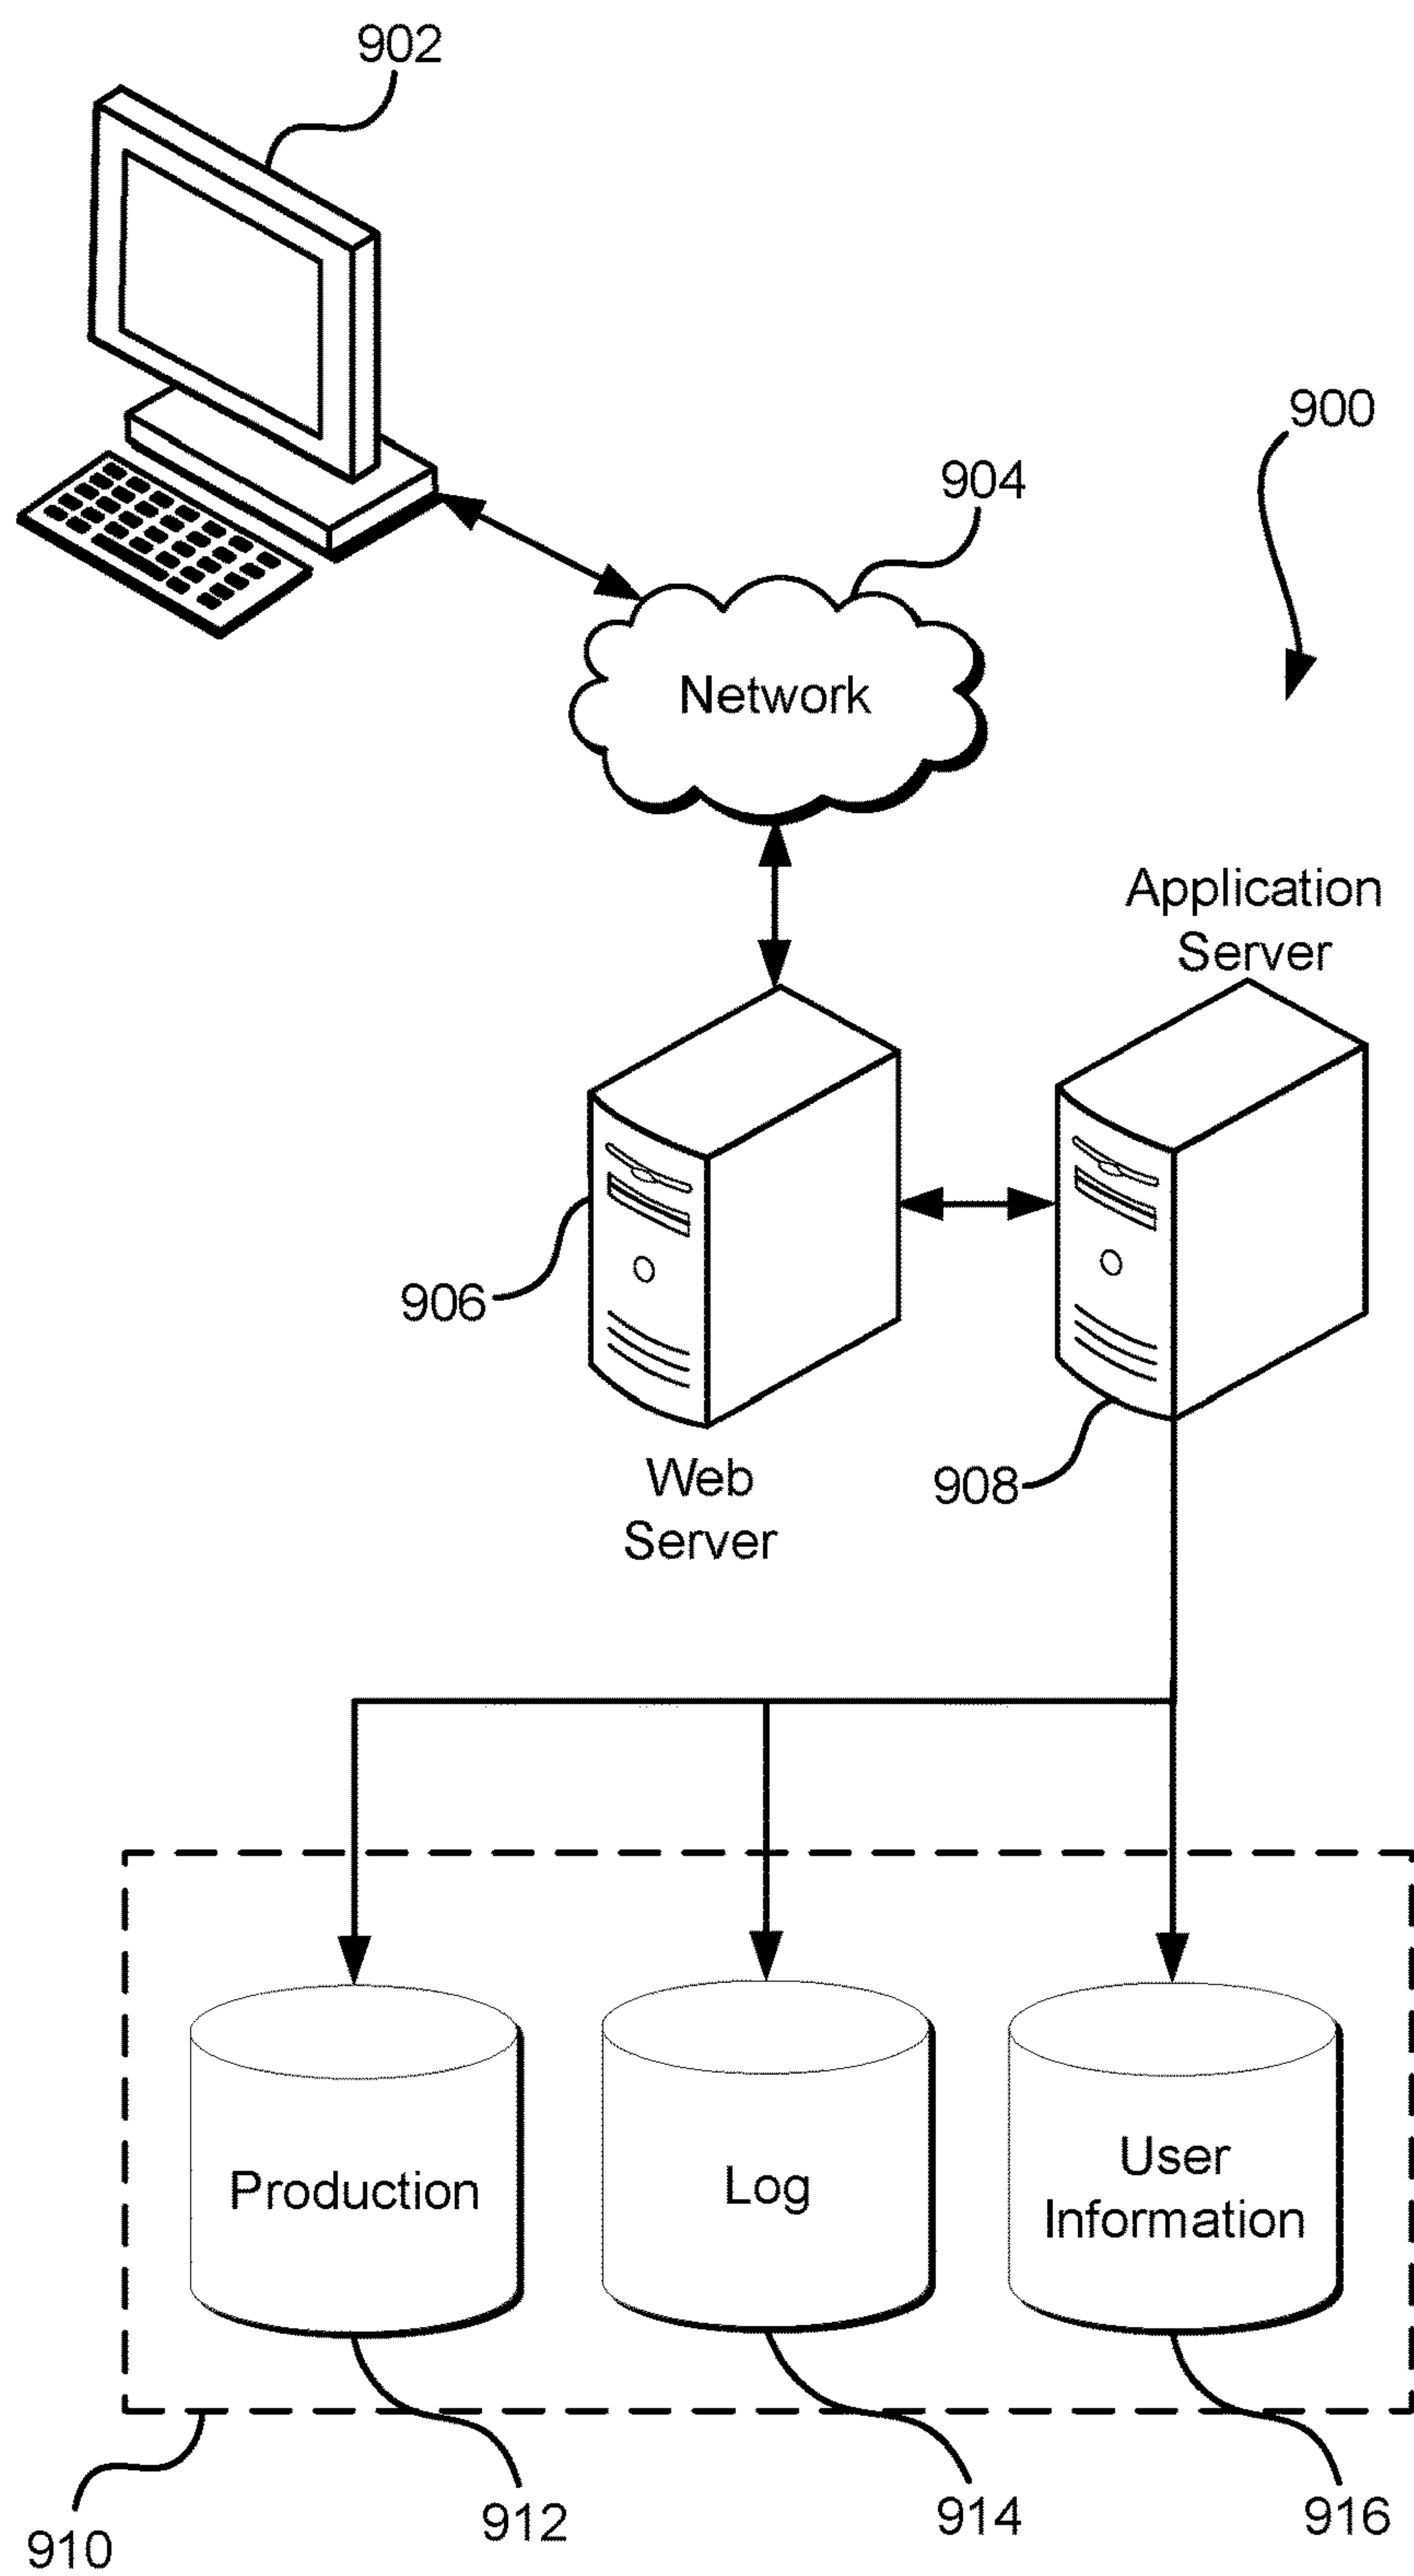 902
900
904
Network
Application
Server
906
908
Web
Server
Production
Log
User
Information
910
912
914
916